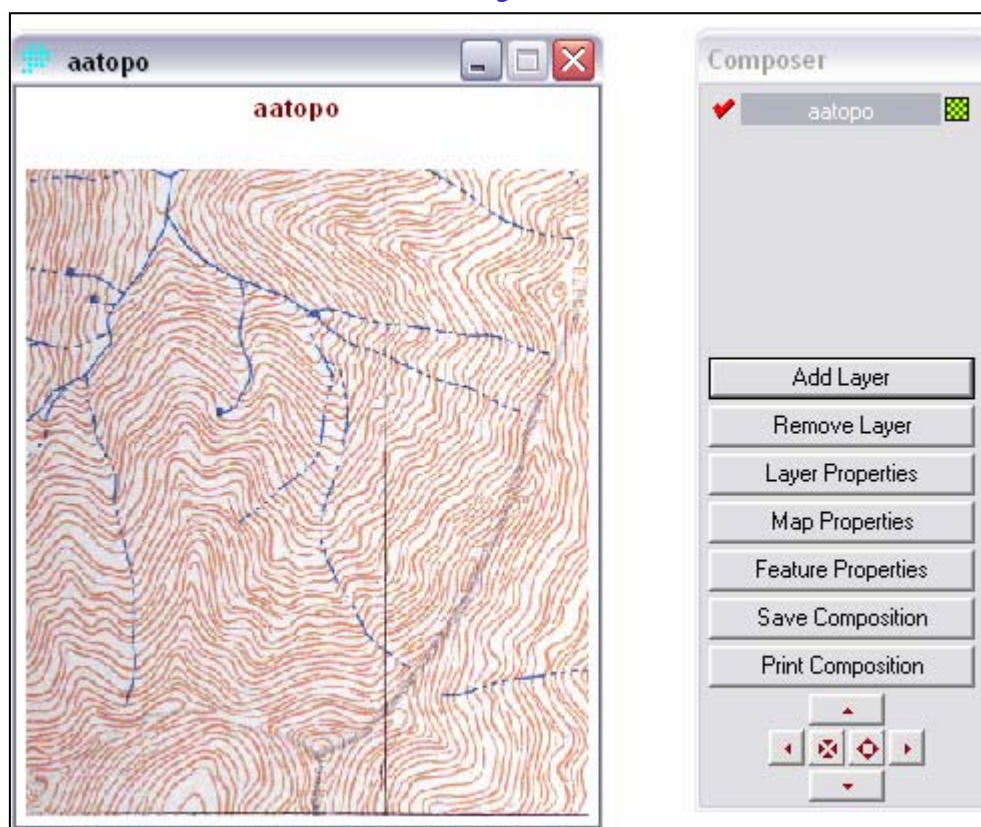 aatopo
aatopo
Composer
aatopo
Add Layer
Remove Layer
Layer Properties
Map Properties
Feature Properties
Save Composition
Print Composition